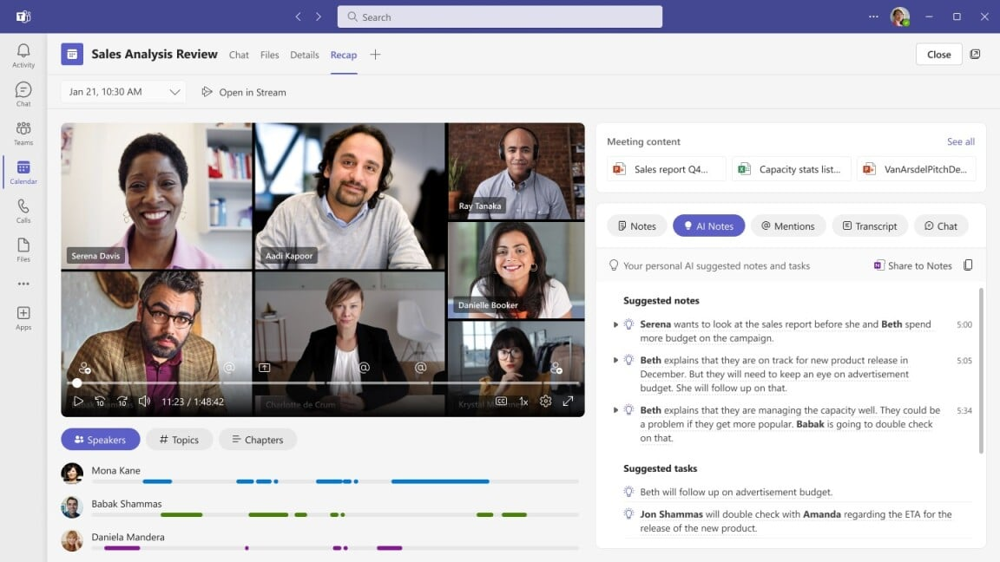 Search
Activity
Chat
Teams
Calendar
Calls
Files
Apps
Sales Analysis Review
Chat
Files
Details
Recap
Close
Jan 21, 10:30 AM
Open in Stream
Serena Davis
Aadi Kapoor
Ray Tanaka
Danielle Booker
Babak
Charlotte de Crum
Krystal
10
10
11:23 / 1:48:42
CC
1x
Speakers
# Topics
Chapters
Mona Kane
Babak Shammas
Daniela Mandera
Meeting content
See all
Sales report Q4...
Capacity stats list...
VanArsdelPitchDe...
Notes
AI Notes
@ Mentions
Transcript
Chat
Your personal AI suggested notes and tasks
Share to Notes
Suggested notes
Serena wants to look at the sales report before she and Beth spend
more budget on the campaign.
5:00
Beth explains that they are on track for new product release in
December. But they will need to keep an eye on advertisement
budget. She will follow up on that.
5:05
Beth explains that they are managing the capacity well. They could be
a problem if they get more popular. Babak is going to double check
on that.
5:34
Suggested tasks
Beth will follow up on advertisement budget.
Jon Shammas will double check with Amanda regarding the ETA for the
release of the new product.